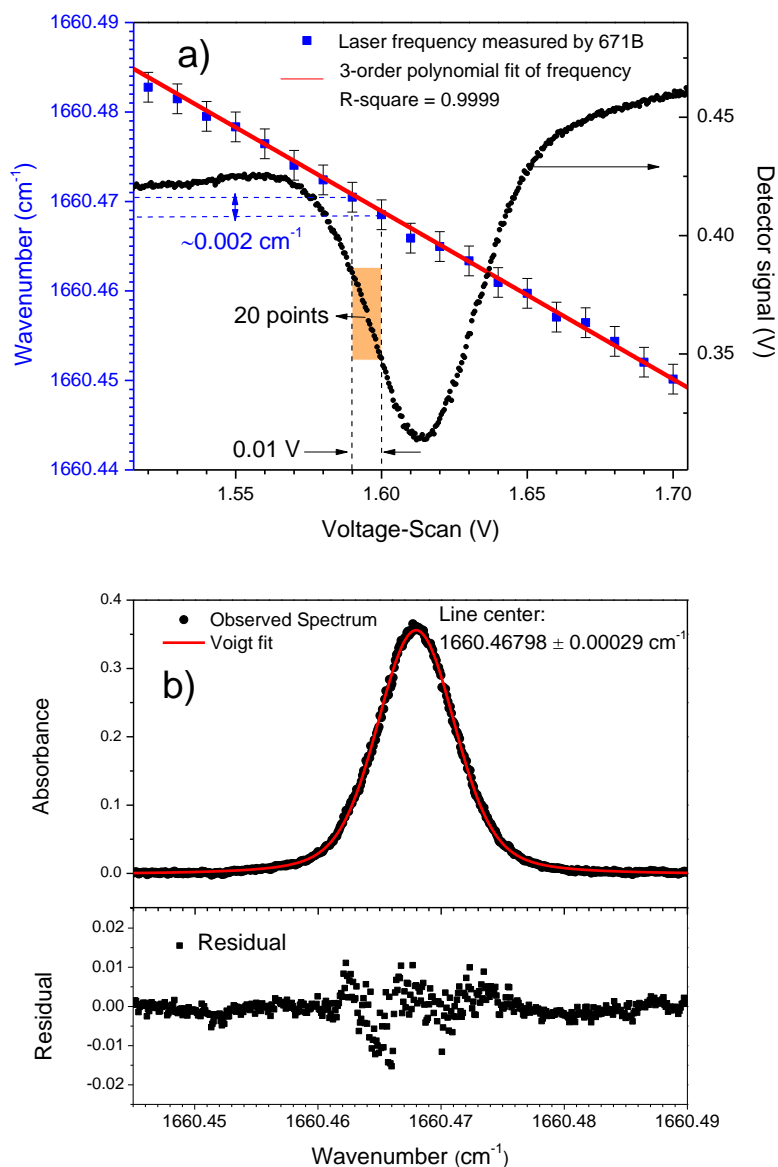 a)
Laser frequency measured by 671B
3-order polynomial fit of frequency
R-square = 0.9999
1660.49
1660.48
1660.47
1660.46
1660.45
1660.44
Wavenumber (cm⁻¹)
0.45
0.40
0.35
Detector signal (V)
~0.002 cm⁻¹
20 points
0.01 V
1.55 1.60 1.65 1.70
Voltage-Scan (V)
Observed Spectrum
Voigt fit
Line center:
1660.46798 ± 0.00029 cm⁻¹
b)
0.4
0.3
0.2
0.1
0.0
Absorbance
Residual
0.02
0.01
0.00
-0.01
-0.02
Residual
1660.45 1660.46 1660.47 1660.48 1660.49
Wavenumber (cm⁻¹)